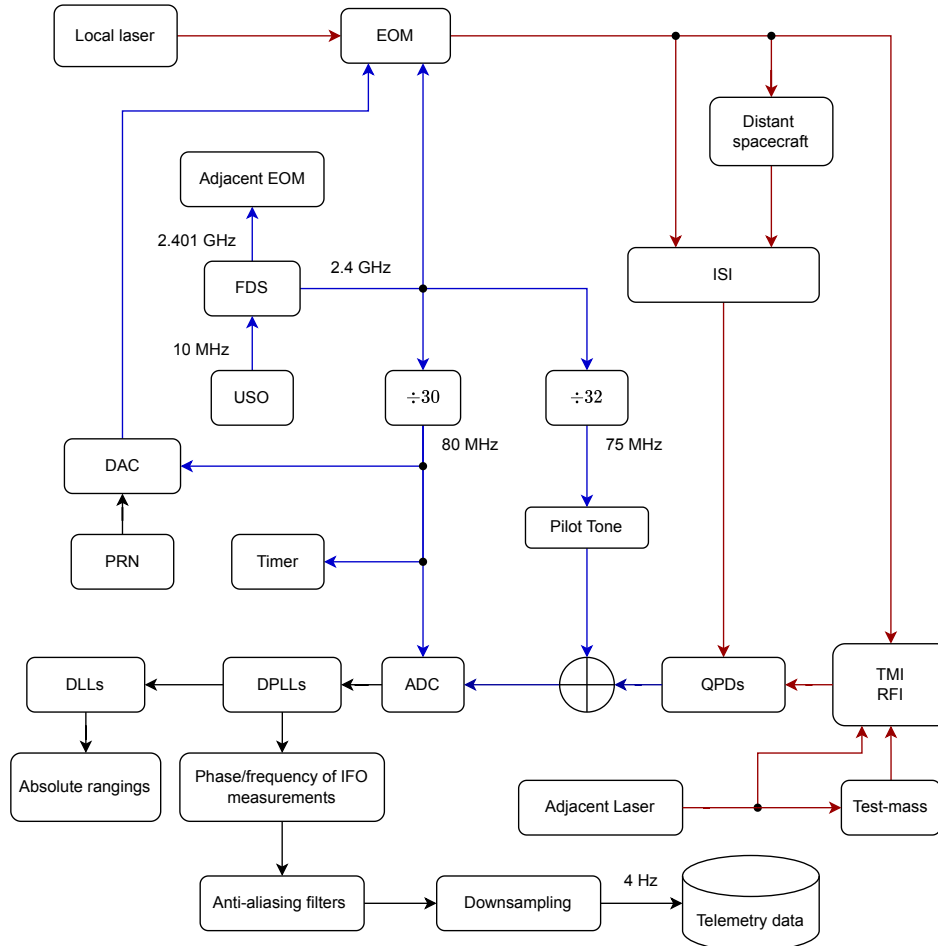 Local laser
EOM
Distant
spacecraft
Adjacent EOM
2.401 GHz
2.4 GHz
FDS
ISI
10 MHz
USO
÷30
÷32
80 MHz
75 MHz
DAC
Pilot Tone
PRN
Timer
DLLs
DPLLs
ADC
QPDs
TMI
RFI
Absolute rangings
Phase/frequency of IFO
measurements
Adjacent Laser
Test-mass
Anti-aliasing filters
Downsampling
4 Hz
Telemetry data